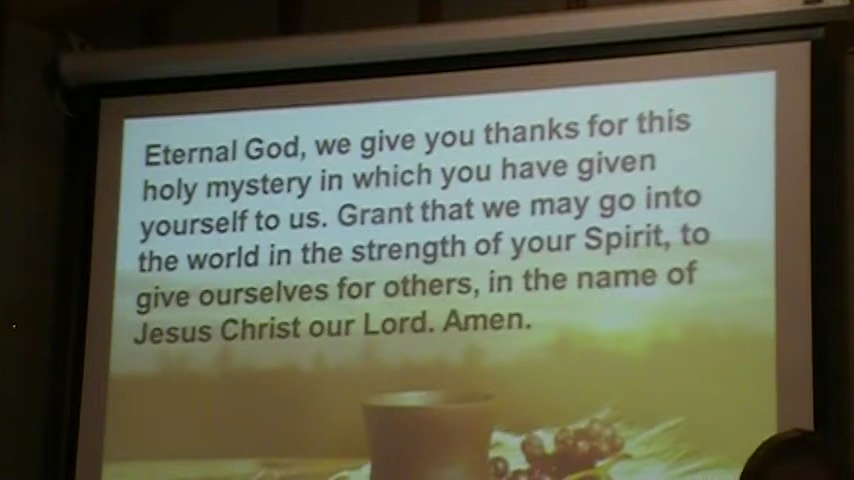 Eternal God, we give you thanks for this
holy mystery in which you have given
yourself to us. Grant that we may go into
the world in the strength of your Spirit, to
give ourselves for others, in the name of
Jesus Christ our Lord. Amen.